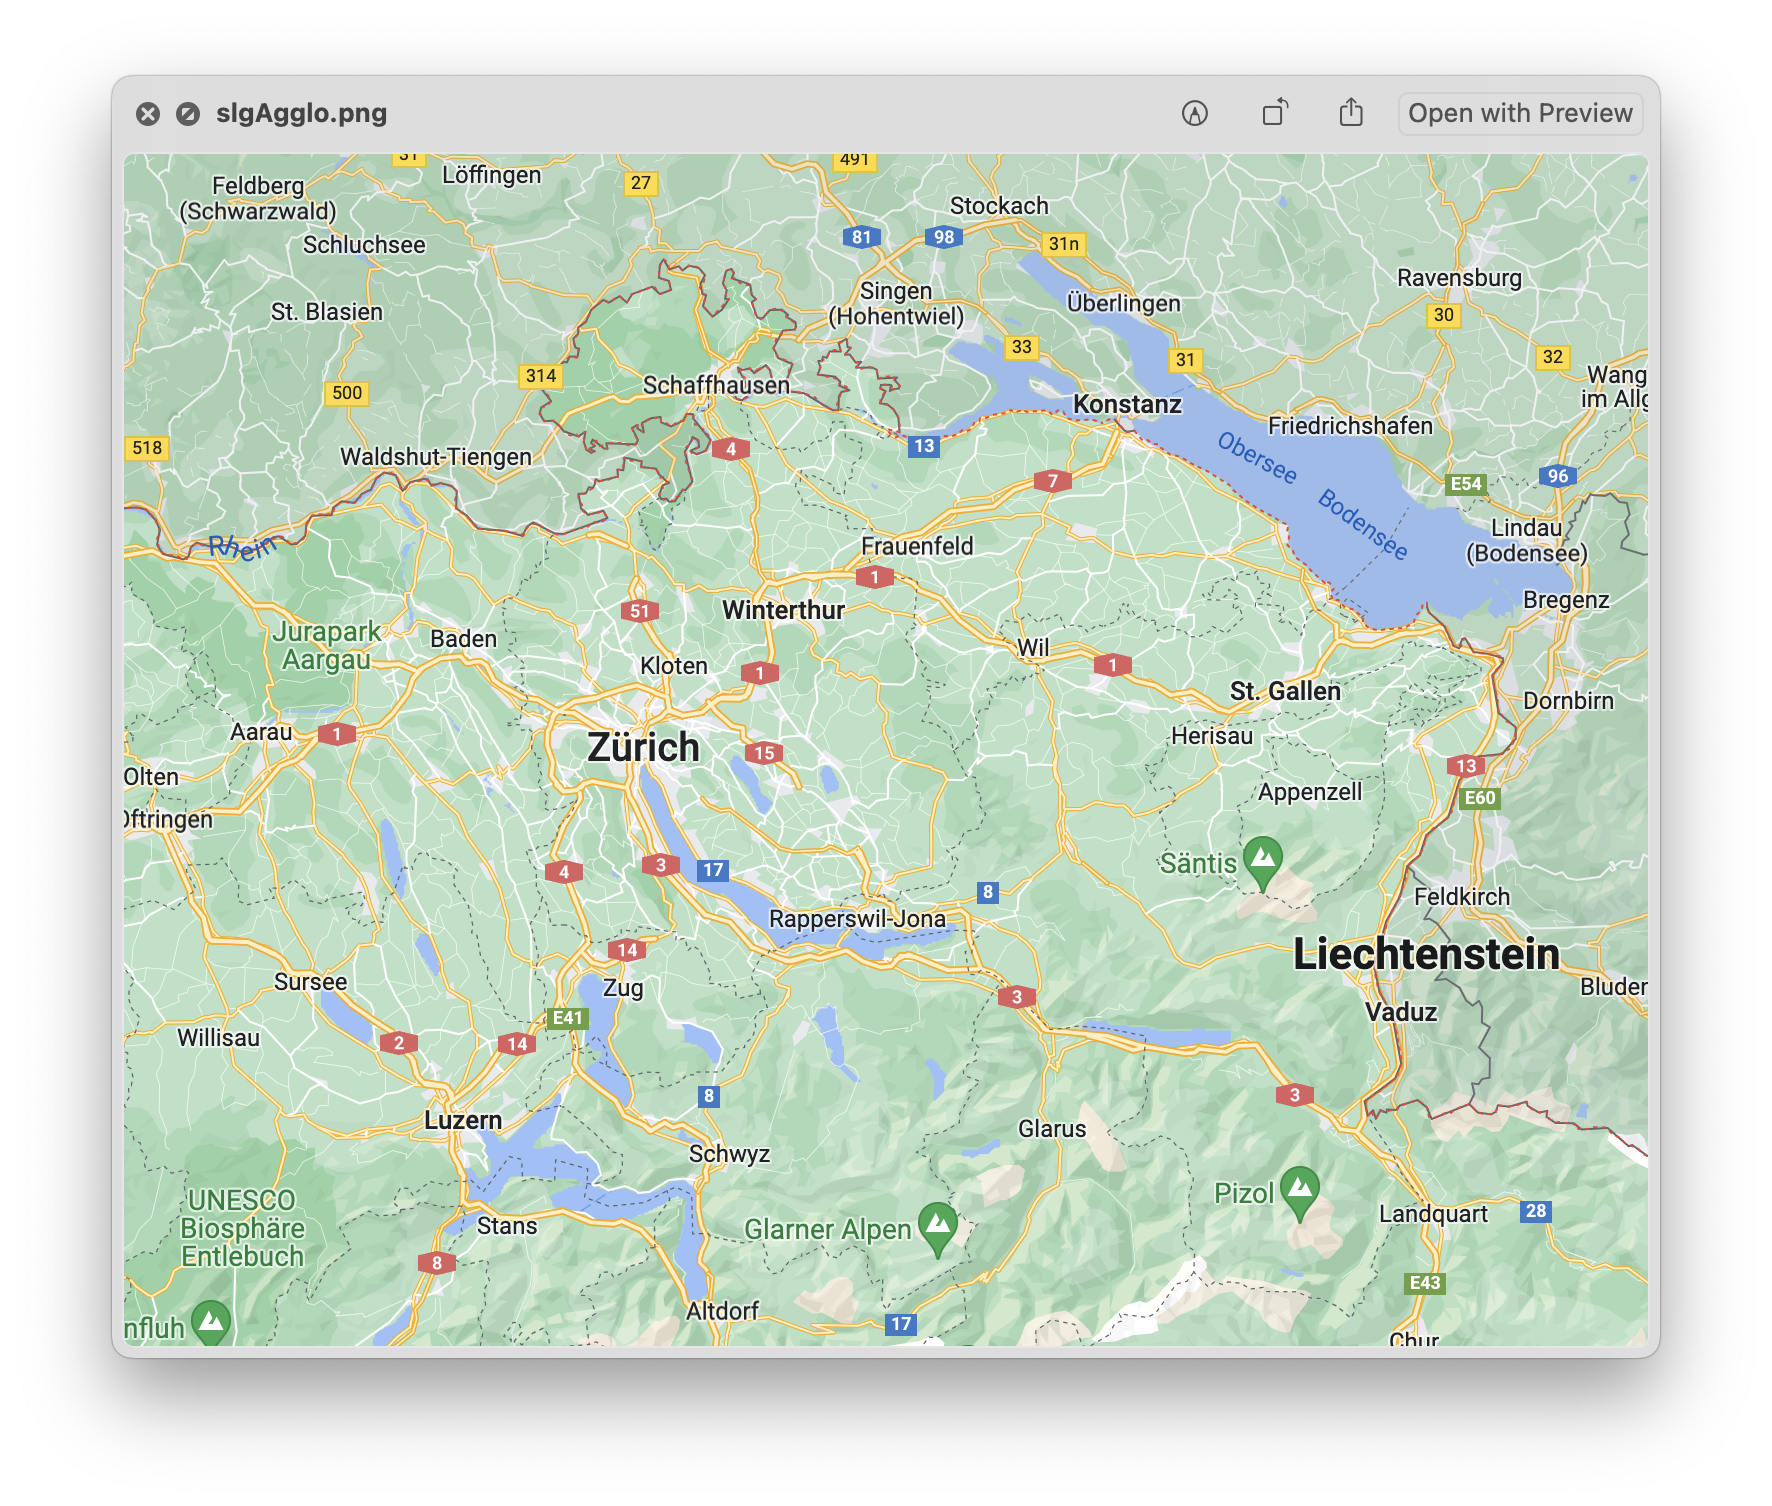 slgAgglo.png
Open with Preview
31
491
Löffingen
Feldberg
(Schwarzwald)
27
Stockach
Schluchsee
81
98
31n
Ravensburg
Singen
(Hohentwiel)
Überlingen
St. Blasien
30
33
31
32
314
Schaffhausen
Wang
im Allg
500
Konstanz
Friedrichshafen
518
4
13
Obersee
Waldshut-Tiengen
7
E54
96
Bodensee
Lindau
(Bodensee)
Rhein
Frauenfeld
1
Bregenz
51
Winterthur
Jurapark
Aargau
Baden
Wil
Kloten
1
1
St. Gallen
Dornbirn
Aarau
1
Herisau
Zürich
15
13
Olten
E60
Appenzell
Oftringen
Säntis
4
3
17
8
Feldkirch
Rapperswil-Jona
14
Liechtenstein
Sursee
Zug
3
Bluden
E41
Vaduz
Willisau
2
14
8
3
Luzern
Glarus
Schwyz
UNESCO
Biosphäre
Entlebuch
Pizol
Landquart
28
Stans
Glarner Alpen
8
E43
Altdorf
nfluh
17
Chur